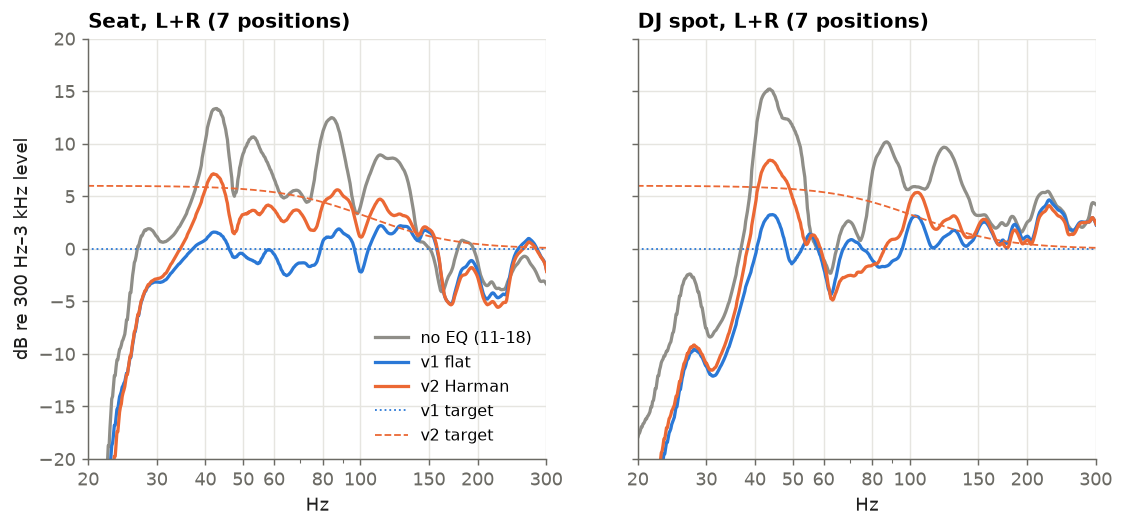 Seat, L+R (7 positions)
DJ spot, L+R (7 positions)
dB re 300 Hz–3 kHz level
20
15
10
5
0
−5
−10
−15
−20
no EQ (11-18)
v1 flat
v2 Harman
v1 target
v2 target
20 30 40 50 60 80 100 150 200 300
Hz
20 30 40 50 60 80 100 150 200 300
Hz